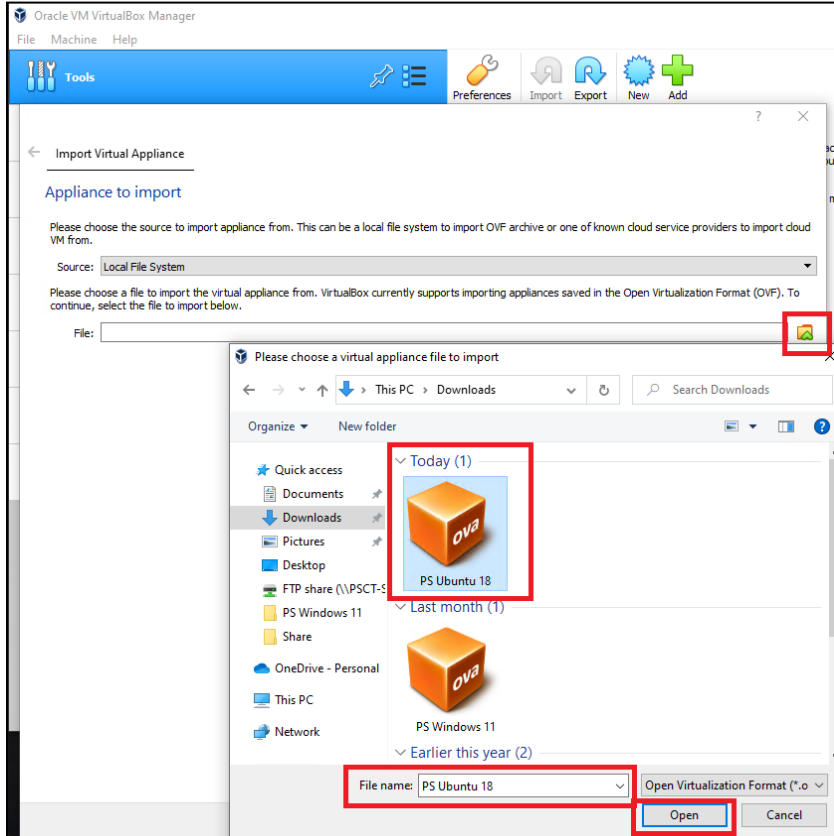 Oracle VM VirtualBox Manager
File Machine Help
Tools
Preferences Import Export New Add
?
Import Virtual Appliance
Appliance to import
Please choose the source to import appliance from. This can be a local file system to import OVF archive or one of known cloud service providers to import cloud
VM from.
Source: Local File System
Please choose a file to import the virtual appliance from. VirtualBox currently supports importing appliances saved in the Open Virtualization Format (OVF). To
continue, select the file to import below.
File:
Please choose a virtual appliance file to import
This PC > Downloads
Search Downloads
Organize
New folder
?
Quick access
Documents
Downloads
Pictures
Desktop
FTP share (\\PSCT-S
PS Windows 11
Share
OneDrive - Personal
This PC
Network
Today (1)
ova
PS Ubuntu 18
Last month (1)
ova
PS Windows 11
Earlier this year (2)
File name: PS Ubuntu 18
Open Virtualization Format (*.o
Open Cancel